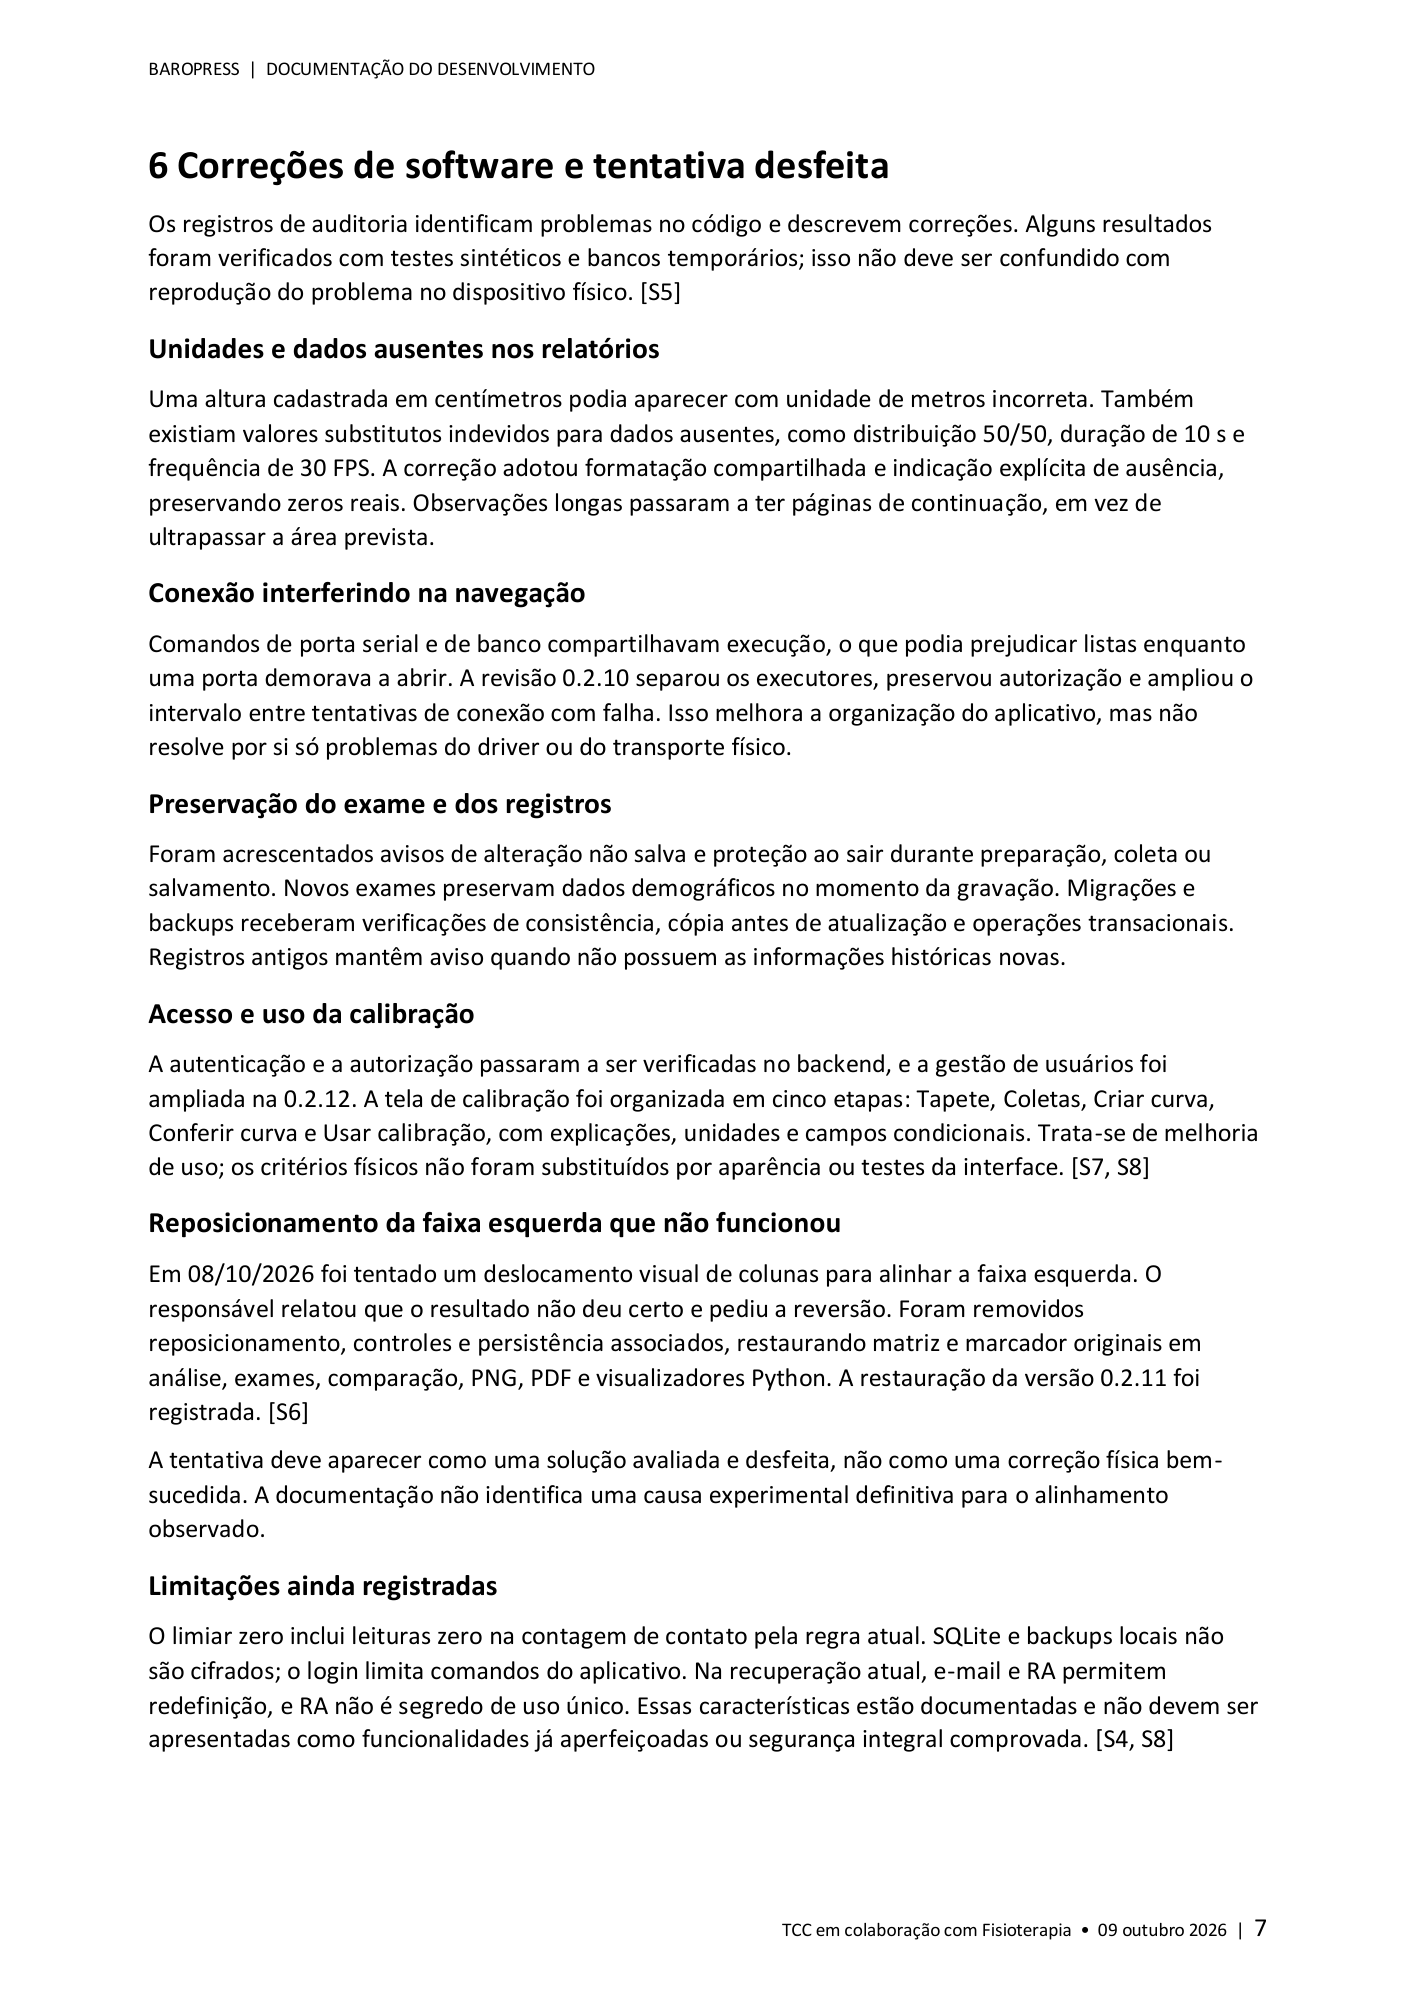 BAROPRESS | DOCUMENTAÇÃO DO DESENVOLVIMENTO
6 Correções de software e tentativa desfeita
Os registros de auditoria identificam problemas no código e descrevem correções. Alguns resultados
foram verificados com testes sintéticos e bancos temporários; isso não deve ser confundido com
reprodução do problema no dispositivo físico. [S5]
Unidades e dados ausentes nos relatórios
Uma altura cadastrada em centímetros podia aparecer com unidade de metros incorreta. Também
existiam valores substitutos indevidos para dados ausentes, como distribuição 50/50, duração de 10 s e
frequência de 30 FPS. A correção adotou formatação compartilhada e indicação explícita de ausência,
preservando zeros reais. Observações longas passaram a ter páginas de continuação, em vez de
ultrapassar a área prevista.
Conexão interferindo na navegação
Comandos de porta serial e de banco compartilhavam execução, o que podia prejudicar listas enquanto
uma porta demorava a abrir. A revisão 0.2.10 separou os executores, preservou autorização e ampliou o
intervalo entre tentativas de conexão com falha. Isso melhora a organização do aplicativo, mas não
resolve por si só problemas do driver ou do transporte físico.
Preservação do exame e dos registros
Foram acrescentados avisos de alteração não salva e proteção ao sair durante preparação, coleta ou
salvamento. Novos exames preservam dados demográficos no momento da gravação. Migrações e
backups receberam verificações de consistência, cópia antes de atualização e operações transacionais.
Registros antigos mantêm aviso quando não possuem as informações históricas novas.
Acesso e uso da calibração
A autenticação e a autorização passaram a ser verificadas no backend, e a gestão de usuários foi
ampliada na 0.2.12. A tela de calibração foi organizada em cinco etapas: Tapete, Coletas, Criar curva,
Conferir curva e Usar calibração, com explicações, unidades e campos condicionais. Trata-se de melhoria
de uso; os critérios físicos não foram substituídos por aparência ou testes da interface. [S7, S8]
Reposicionamento da faixa esquerda que não funcionou
Em 08/10/2026 foi tentado um deslocamento visual de colunas para alinhar a faixa esquerda. O
responsável relatou que o resultado não deu certo e pediu a reversão. Foram removidos
reposicionamento, controles e persistência associados, restaurando matriz e marcador originais em
análise, exames, comparação, PNG, PDF e visualizadores Python. A restauração da versão 0.2.11 foi
registrada. [S6]
A tentativa deve aparecer como uma solução avaliada e desfeita, não como uma correção física bem-
sucedida. A documentação não identifica uma causa experimental definitiva para o alinhamento
observado.
Limitações ainda registradas
O limiar zero inclui leituras zero na contagem de contato pela regra atual. SQLite e backups locais não
são cifrados; o login limita comandos do aplicativo. Na recuperação atual, e-mail e RA permitem
redefinição, e RA não é segredo de uso único. Essas características estão documentadas e não devem ser
apresentadas como funcionalidades já aperfeiçoadas ou segurança integral comprovada. [S4, S8]
TCC em colaboração com Fisioterapia • 09 outubro 2026 | 7